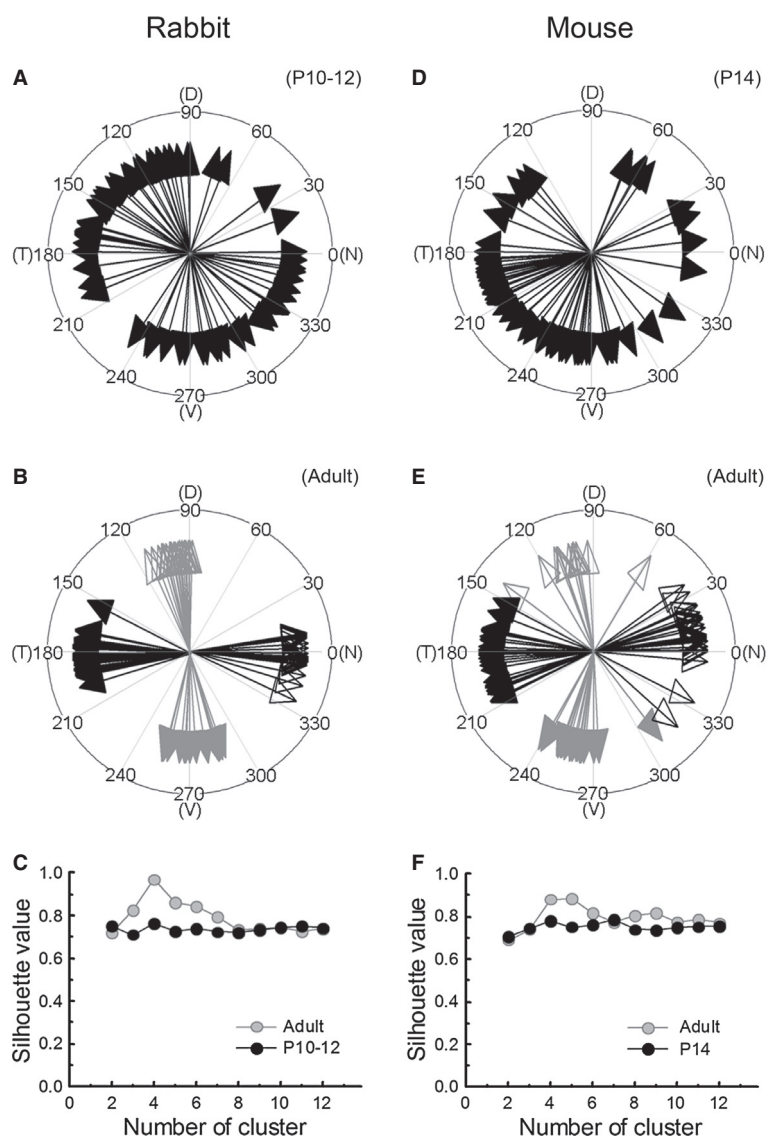 Rabbit
Mouse
A
(P10-12)
(D)
90
120
60
150
30
(T)180
0(N)
210
330
240
300
270
(V)
D
(P14)
(D)
90
120
60
150
30
(T)180
0(N)
210
330
240
300
270
(V)
B
(Adult)
(D)
90
120
60
150
30
(T)180
0(N)
210
330
240
300
270
(V)
E
(Adult)
(D)
90
120
60
150
30
(T)180
0(N)
210
330
240
300
270
(V)
C
1.0
0.8
0.6
0.4
0.2
0.0
Silhouette value
Adult
P10-12
0 2 4 6 8 10 12
Number of cluster
F
1.0
0.8
0.6
0.4
0.2
0.0
Silhouette value
Adult
P14
0 2 4 6 8 10 12
Number of cluster